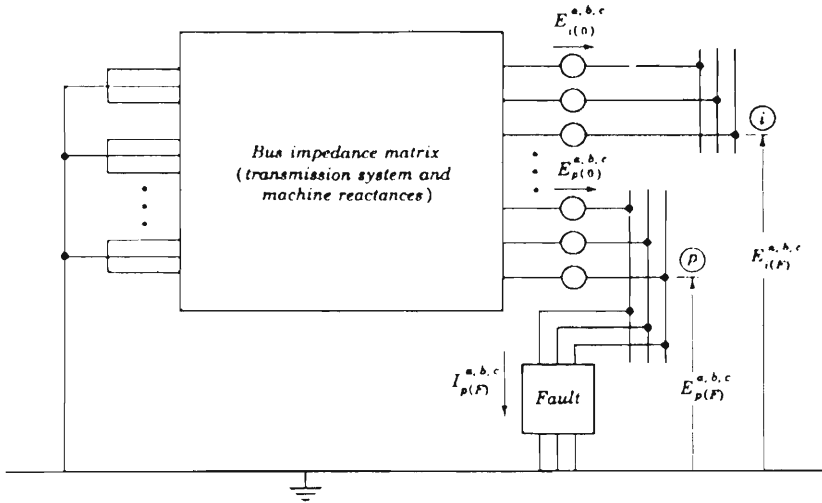 E_{i(0)}^{a, b, c}
i
Bus impedance matrix
(transmission system and
machine reactances)
E_{p(0)}^{a, b, c}
p
E_{i(F)}^{a, b, c}
I_{p(F)}^{a, b, c}
Fault
E_{p(F)}^{a, b, c}